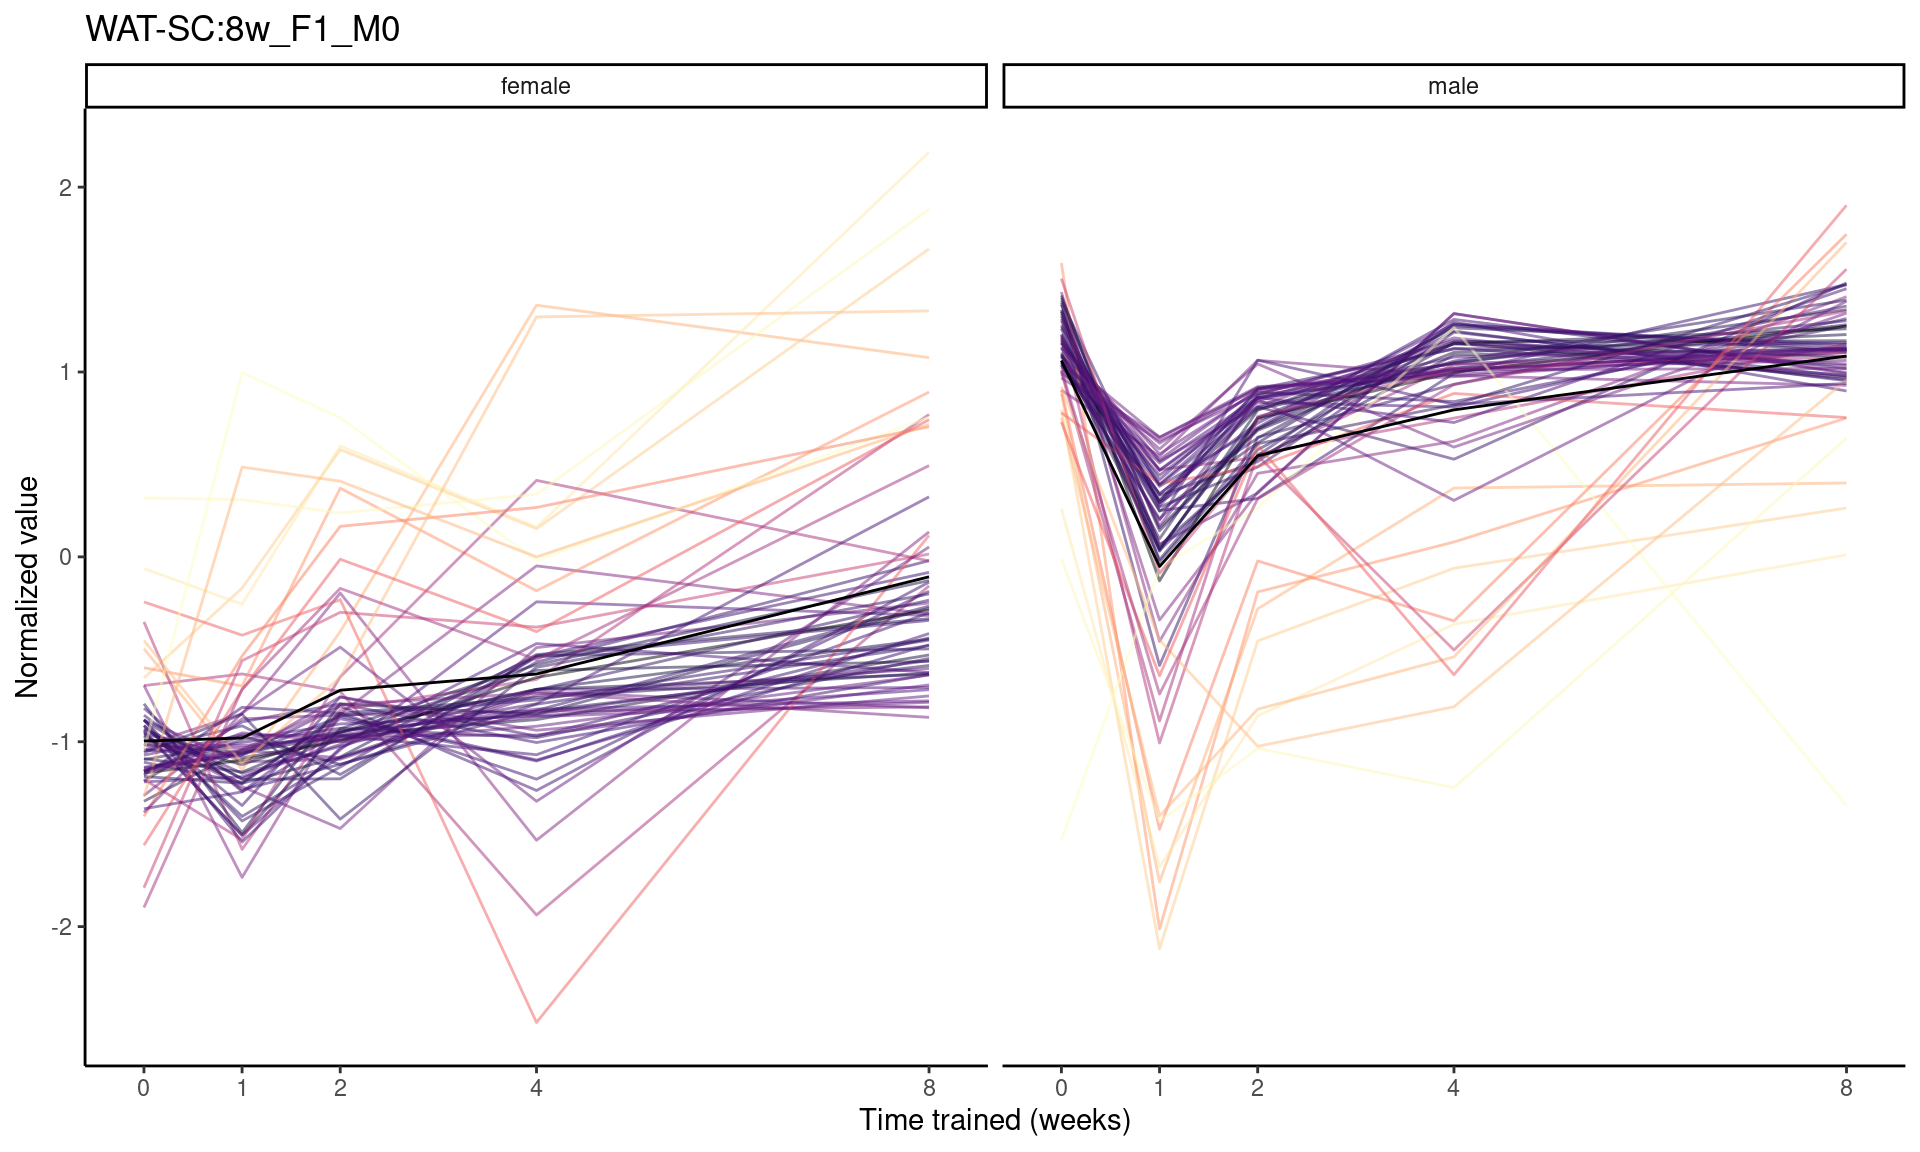 WAT-SC:8w_F1_M0
female
male
Normalized value
2
1
0
-1
-2
0 1 2 4 8
0 1 2 4 8
Time trained (weeks)